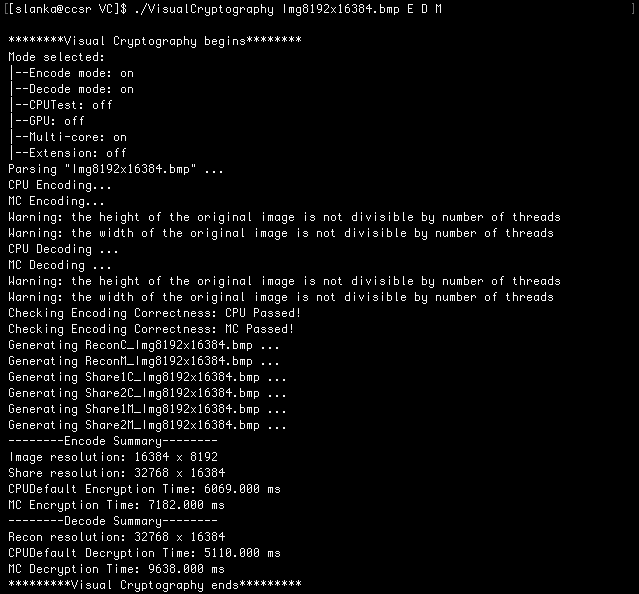 [[slanka@ccsr VC]$ ./VisualCryptography Img8192x16384.bmp E D M ]
********Visual Cryptography begins********
Mode selected:
|--Encode mode: on
|--Decode mode: on
|--CPUTest: off
|--GPU: off
|--Multi-core: on
|--Extension: off
Parsing "Img8192x16384.bmp" ...
CPU Encoding...
MC Encoding...
Warning: the height of the original image is not divisible by number of threads
Warning: the width of the original image is not divisible by number of threads
CPU Decoding ...
MC Decoding ...
Warning: the height of the original image is not divisible by number of threads
Warning: the width of the original image is not divisible by number of threads
Checking Encoding Correctness: CPU Passed!
Checking Encoding Correctness: MC Passed!
Generating ReconC_Img8192x16384.bmp ...
Generating ReconM_Img8192x16384.bmp ...
Generating Share1C_Img8192x16384.bmp ...
Generating Share2C_Img8192x16384.bmp ...
Generating Share1M_Img8192x16384.bmp ...
Generating Share2M_Img8192x16384.bmp ...
--------Encode Summary--------
Image resolution: 16384 x 8192
Share resolution: 32768 x 16384
CPUDefault Encryption Time: 6069.000 ms
MC Encryption Time: 7182.000 ms
--------Decode Summary--------
Recon resolution: 32768 x 16384
CPUDefault Decryption Time: 5110.000 ms
MC Decryption Time: 9638.000 ms
*********Visual Cryptography ends*********